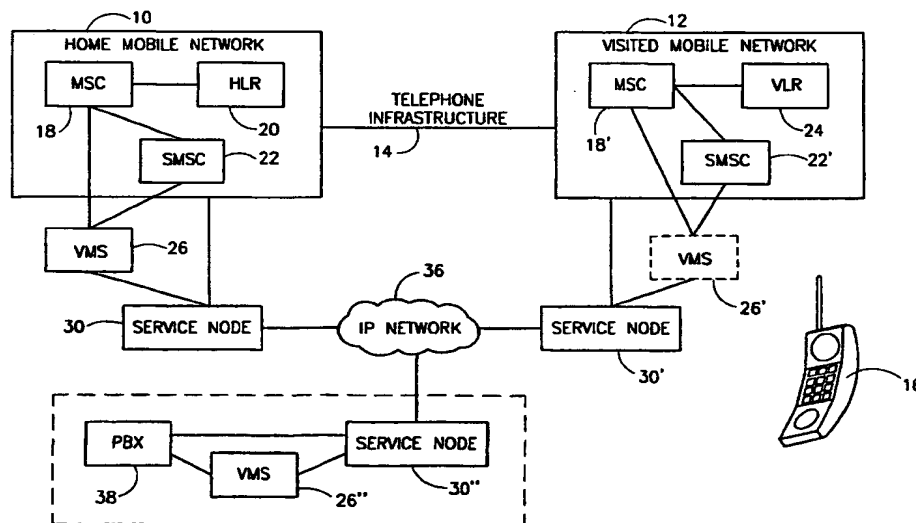 10
12
HOME MOBILE NETWORK
VISITED MOBILE NETWORK
MSC
HLR
MSC
VLR
18
20
TELEPHONE
INFRASTRUCTURE
14
18'
24
SMSC
22
SMSC
22'
VMS
26
VMS
26'
36
30
SERVICE NODE
IP NETWORK
SERVICE NODE
30'
18
PBX
SERVICE NODE
VMS
38
26"
30"